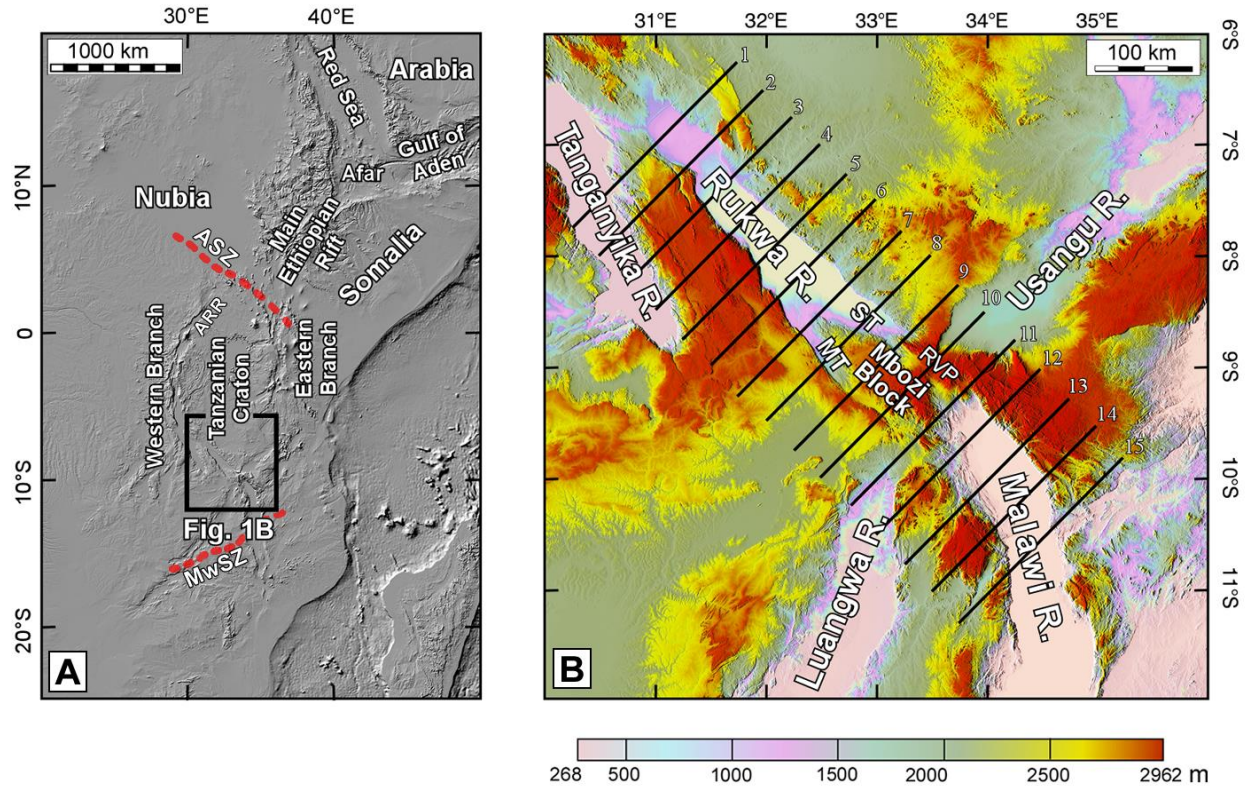 30°E 40°E
1000 km
Red Sea
Arabia
Gulf of
Aden
Afar
10°N
Nubia
Main
Ethiopian
Rift
Somalia
ASZ
ARR
0
Western Branch
Tanzanian
Craton
Eastern
Branch
10°S
Fig. 1B
MwSZ
20°S
A
31°E 32°E 33°E 34°E 35°E
6°S
100 km
1
2
3
4
5
6
7
8
9
10
11
12
13
14
15
7°S
8°S
9°S
10°S
11°S
Tanganyika R.
Rukwa R.
Usangu R.
ST
MT
Mbozi
Block
RVP
Luangwa R.
Malawi R.
B
268 500 1000 1500 2000 2500 2962 m